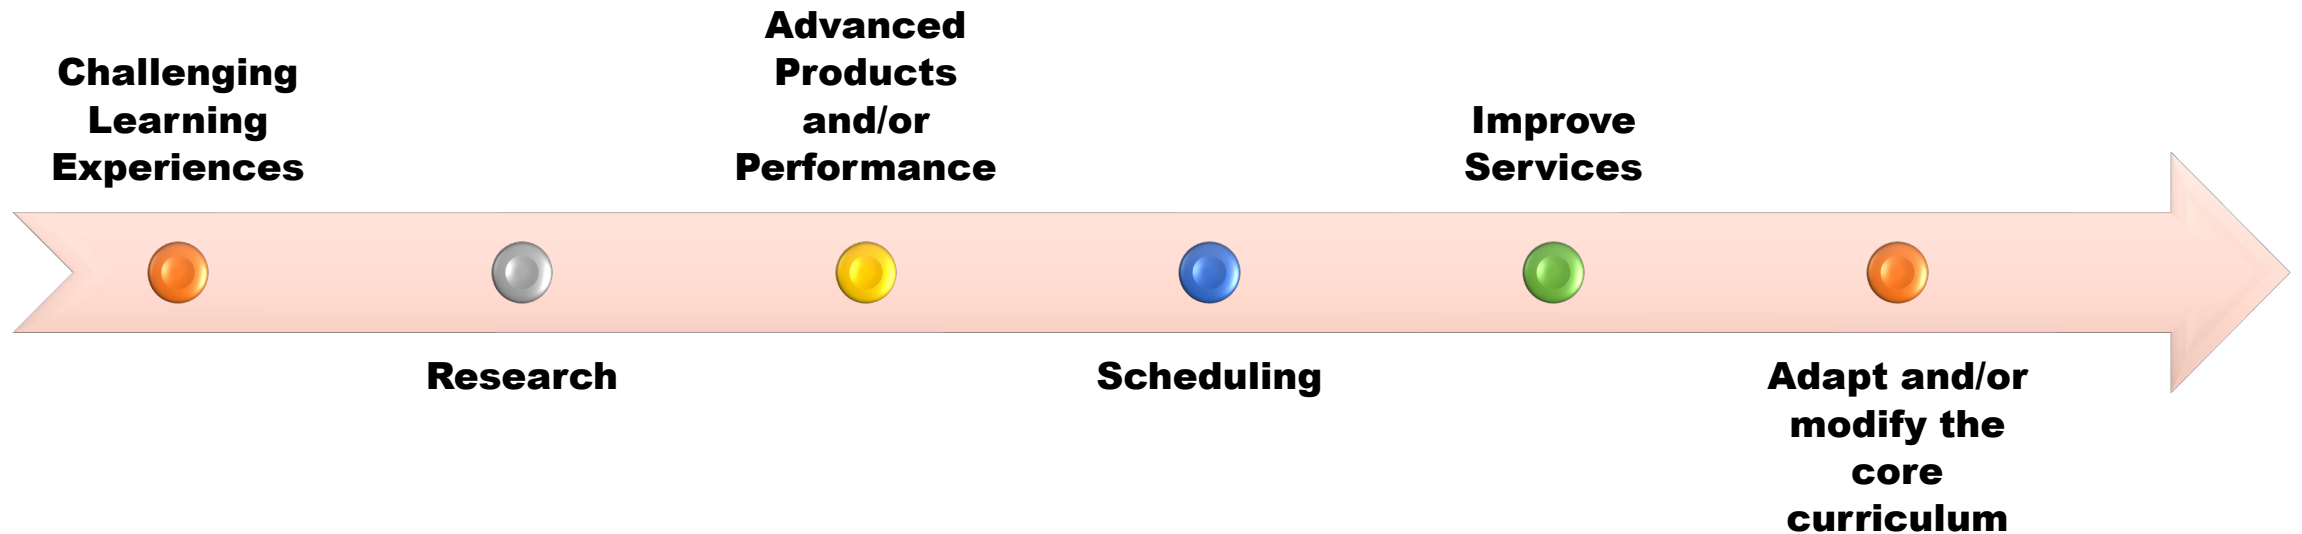 Challenging
Learning
Experiences
Research
Advanced
Products
and/or
Performance
Scheduling
Improve
Services
Adapt and/or
modify the
core
curriculum